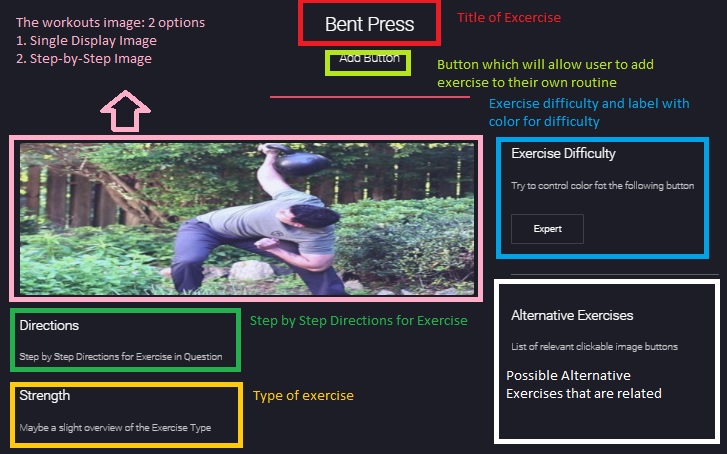 The workouts image: 2 options
1. Single Display Image
2. Step-by-Step Image
Bent Press
Title of Excercise
Add Button
Button which will allow user to add
exercise to their own routine
Exercise difficulty and label with
color for difficulty
Exercise Difficulty
Try to control color fot the following button
Expert
Directions
Step by Step Directions for Exercise in Question
Step by Step Directions for Exercise
Strength
Maybe a slight overview of the Exercise Type
Type of exercise
Alternative Exercises
List of relevant clickable image buttons
Possible Alternative
Exercises that are related